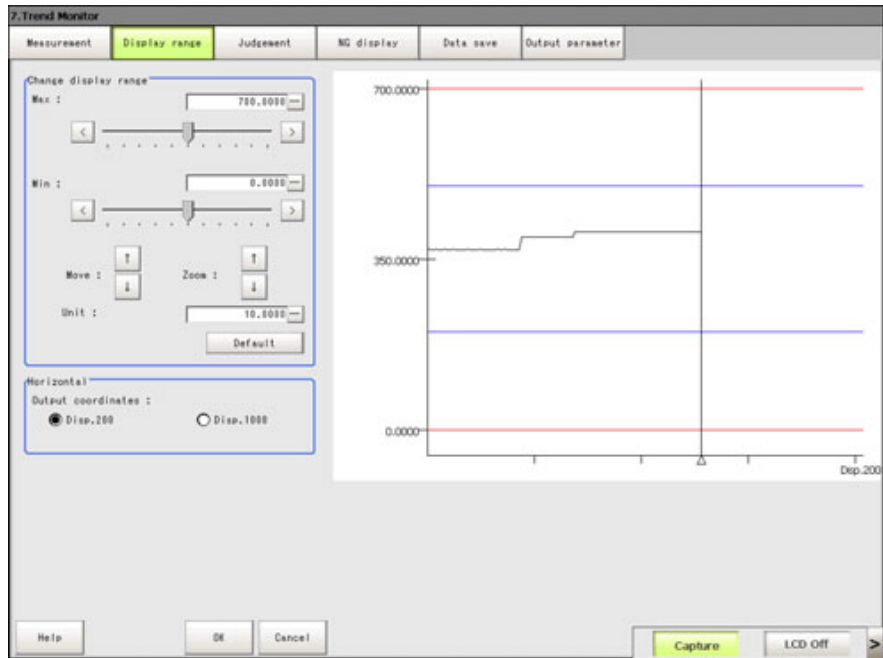 7.Trend Monitor
Measurement
Display range
Judgement
NG display
Data save
Output parameter
Change display range
Max :
700.0000
<
>
Min :
0.0000
<
>
Move :
↑
↓
Zoom :
↑
↓
Unit :
10.0000
Default
Horizontal
Output coordinates :
Disp.200
Disp.1000
700.0000
350.0000
0.0000
Disp.200
Help
OK
Cancel
Capture
LCD Off
>